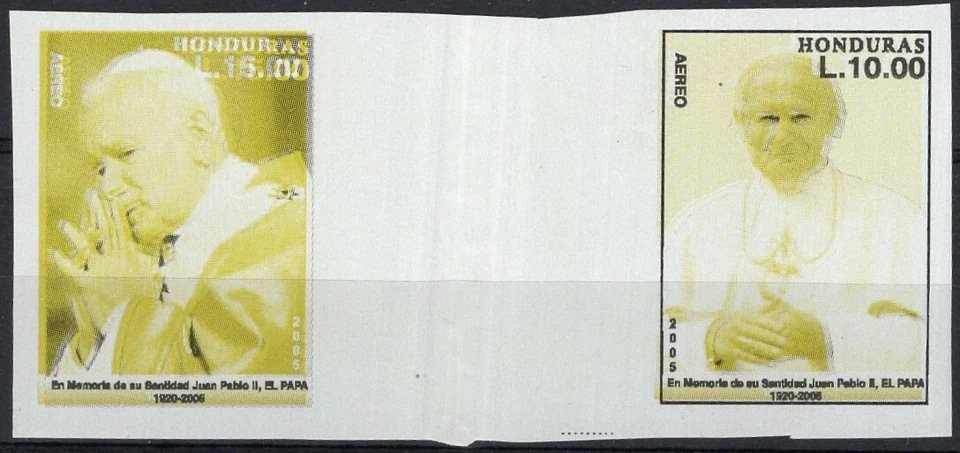 HONDURAS
L.15.00
AEREO
2005
En Memoria de su Santidad Juan Pablo II, EL PAPA
1920-2005
HONDURAS
L.10.00
AEREO
2005
En Memoria de su Santidad Juan Pablo II, EL PAPA
1920-2005